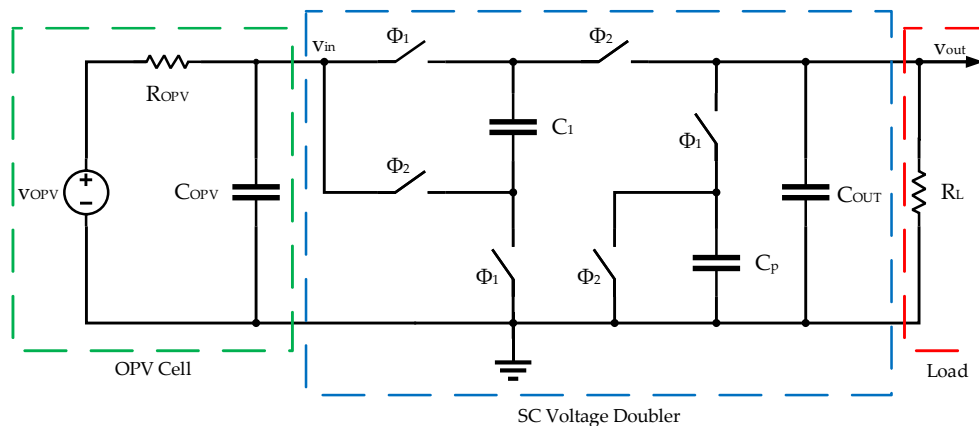 Vin
Φ1
Φ2
Vout
ROPV
C1
Φ1
Φ2
VOPV
COPV
COUT
RL
Φ1
Φ2
Cp
OPV Cell
Load
SC Voltage Doubler